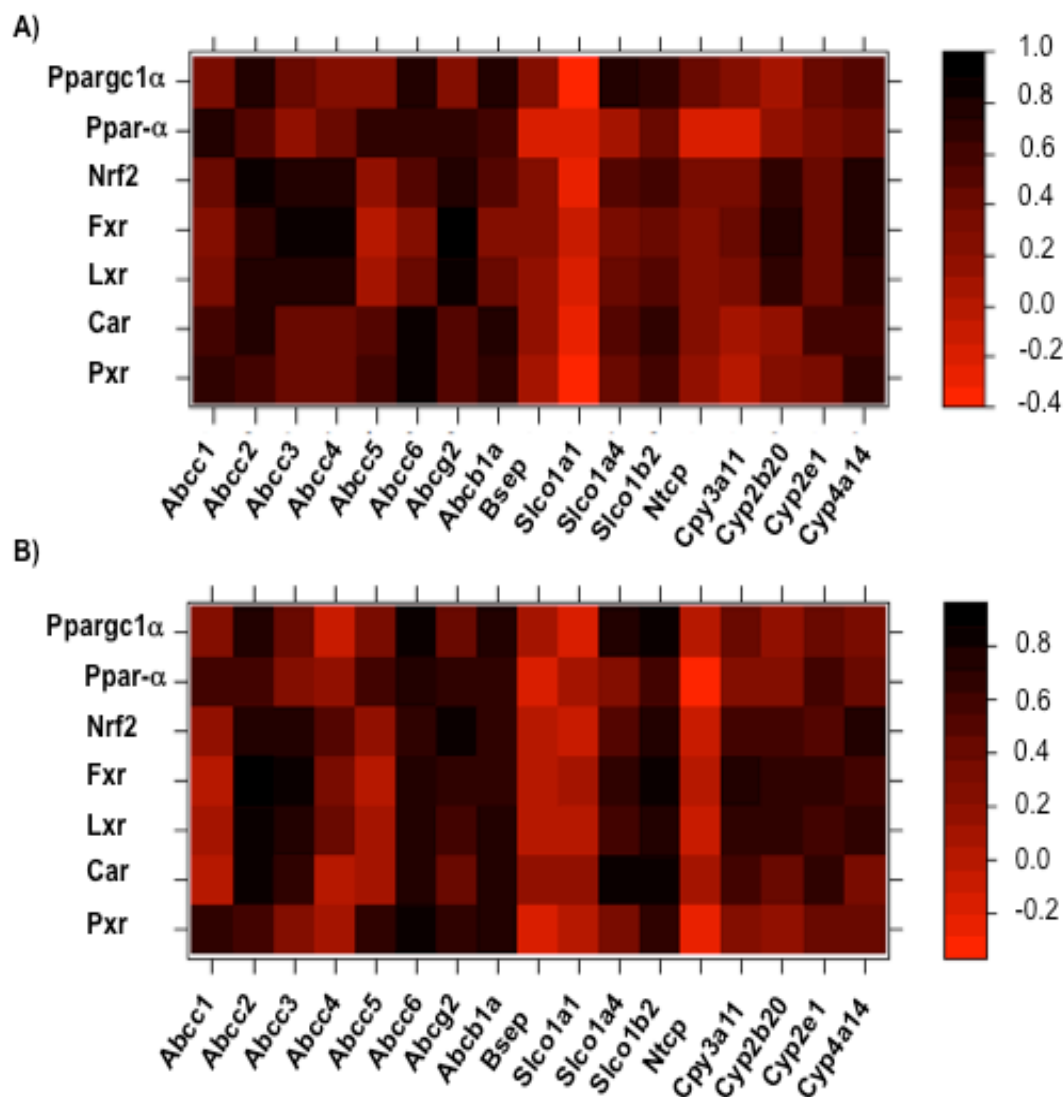 A)
Ppargc1α
Ppar-α
Nrf2
Fxr
Lxr
Car
Pxr
1.0
0.8
0.6
0.4
0.2
0.0
-0.2
-0.4
Abcc1
Abcc2
Abcc3
Abcc4
Abcc5
Abcc6
Abcg2
Abcb1a
Bsep
Slco1a1
Slco1a4
Slco1b2
Ntcp
Cpy3a11
Cyp2b20
Cyp2e1
Cyp4a14
B)
Ppargc1α
Ppar-α
Nrf2
Fxr
Lxr
Car
Pxr
0.8
0.6
0.4
0.2
0.0
-0.2
Abcc1
Abcc2
Abcc3
Abcc4
Abcc5
Abcc6
Abcg2
Abcb1a
Bsep
Slco1a1
Slco1a4
Slco1b2
Ntcp
Cpy3a11
Cyp2b20
Cyp2e1
Cyp4a14